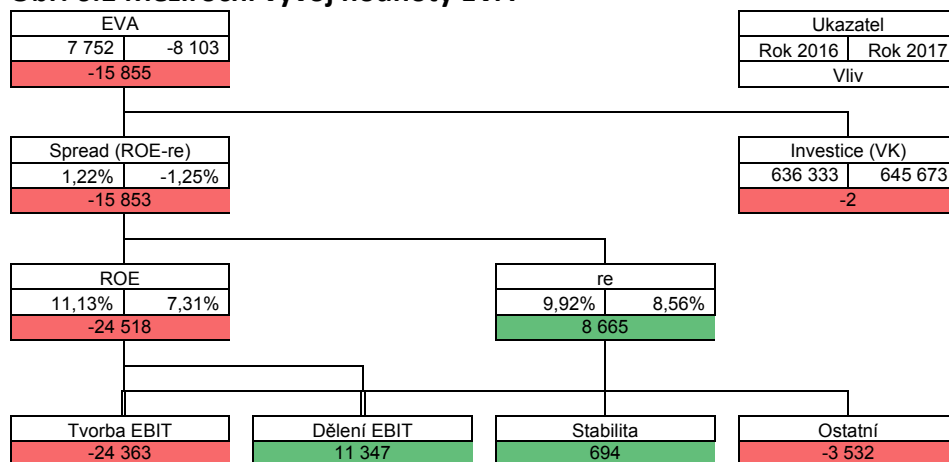 EVA
7 752 -8 103
-15 855
Ukazatel
Rok 2016 Rok 2017
Vliv
Spread (ROE-re)
1,22% -1,25%
-15 853
Investice (VK)
636 333 645 673
-2
ROE
11,13% 7,31%
-24 518
re
9,92% 8,56%
8 665
Tvorba EBIT
-24 363
Dělení EBIT
11 347
Stabilita
694
Ostatní
-3 532